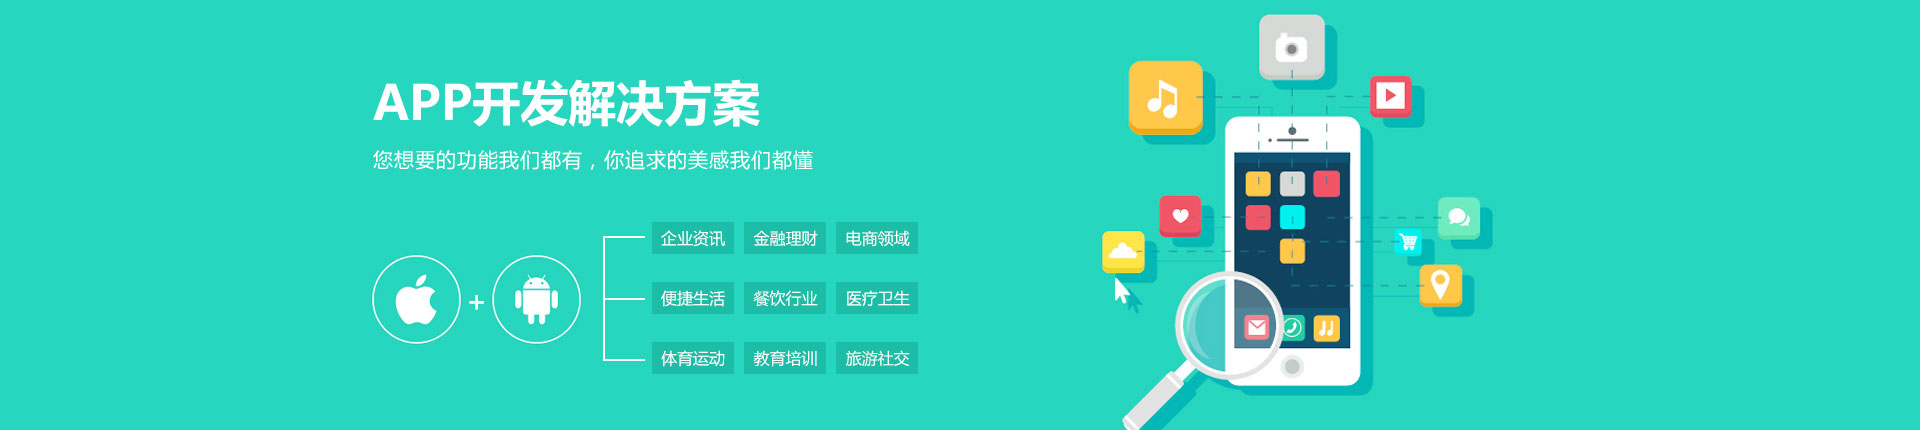 APP开发解决方案
您想要的功能我们都有，你追求的美感我们都懂
企业资讯 金融理财 电商领域
+
便捷生活 餐饮行业 医疗卫生
体育运动 教育培训 旅游社交